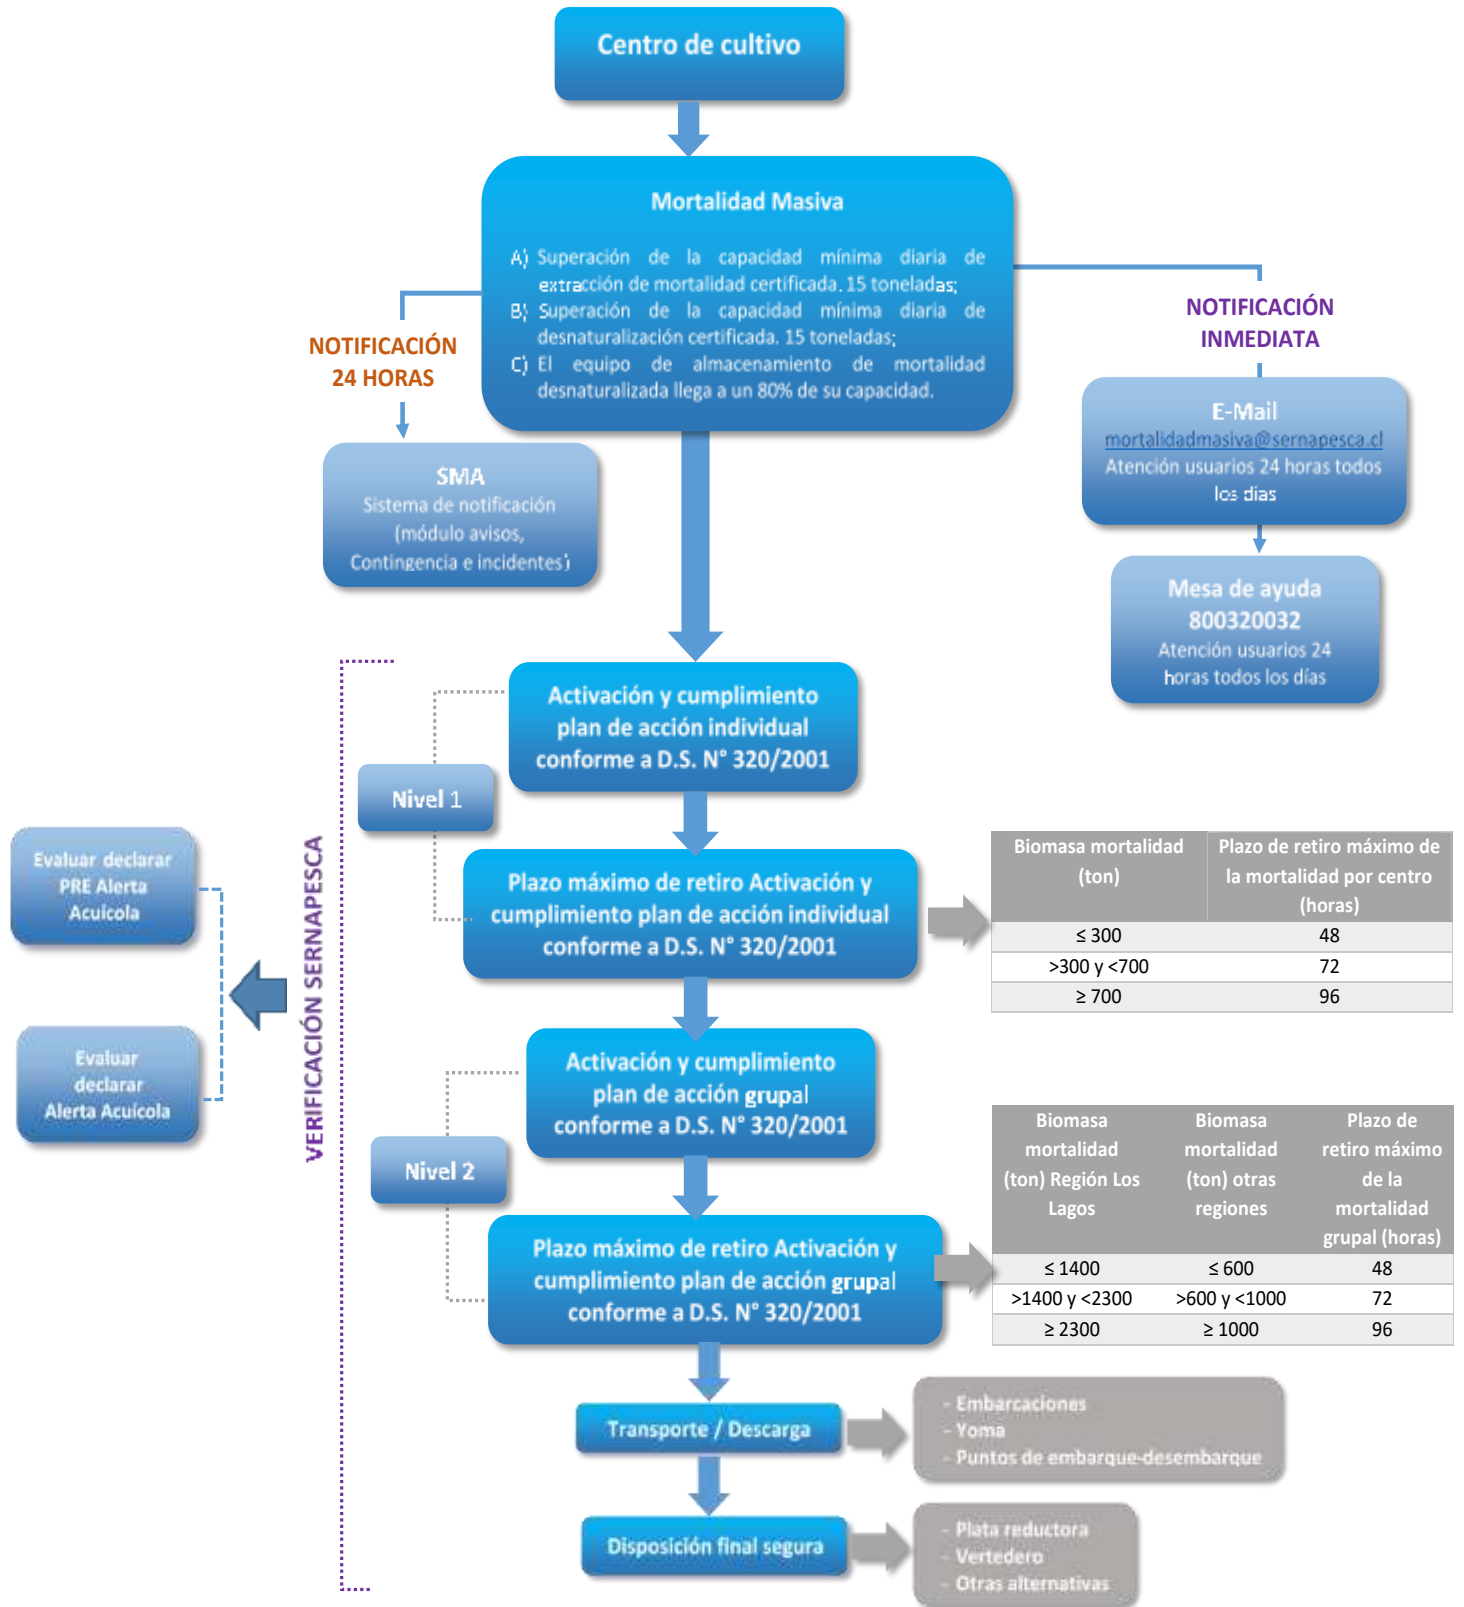 Centro de cultivo
Mortalidad Masiva
A) Superación de la capacidad mínima diaria de
extracción de mortalidad certificada. 15 toneladas;
B) Superación de la capacidad mínima diaria de
desnaturalización certificada. 15 toneladas;
C) El equipo de almacenamiento de mortalidad
desnaturalizada llega a un 80% de su capacidad.
NOTIFICACIÓN
24 HORAS
SMA
Sistema de notificación
(módulo avisos,
Contingencia e incidentes)
NOTIFICACIÓN
INMEDIATA
E-Mail
mortalidadmasiva@sernapesca.cl
Atención usuarios 24 horas todos
los dias
Mesa de ayuda
800320032
Atención usuarios 24
horas todos los días
Activación y cumplimiento
plan de acción individual
conforme a D.S. N° 320/2001
Nivel 1
Plazo máximo de retiro Activación y
cumplimiento plan de acción individual
conforme a D.S. N° 320/2001
Biomasa mortalidad
(ton)
Plazo de retiro máximo de
la mortalidad por centro
(horas)
≤ 300 48
>300 y <700 72
≥ 700 96
VERIFICACIÓN SERNAPESCA
Evaluar declarar
PRE Alerta
Acuícola
Evaluar
declarar
Alerta Acuícola
Activación y cumplimiento
plan de acción grupal
conforme a D.S. N° 320/2001
Nivel 2
Plazo máximo de retiro Activación y
cumplimiento plan de acción grupal
conforme a D.S. N° 320/2001
Biomasa
mortalidad
(ton) Región Los
Lagos
Biomasa
mortalidad
(ton) otras
regiones
Plazo de
retiro máximo
de la
mortalidad
grupal (horas)
≤ 1400 ≤ 600 48
>1400 y <2300 >600 y <1000 72
≥ 2300 ≥ 1000 96
Transporte / Descarga
- Embarcaciones
- Yoma
- Puntos de embarque-desembarque
Disposición final segura
- Plata reductora
- Vertedero
- Otras alternativas